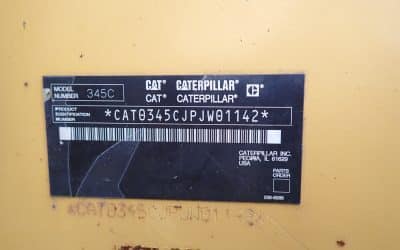 MODEL NUMBER 345C
CAT CATERPILLAR
CAT® CATERPILLAR®
PRODUCT IDENTIFICATION NUMBER
*CAT0345CJPJW01142*
CATERPILLAR INC.
PEORIA, IL 61629
USA
PARTS
ORDER
*CAT0345CJPJW01142*